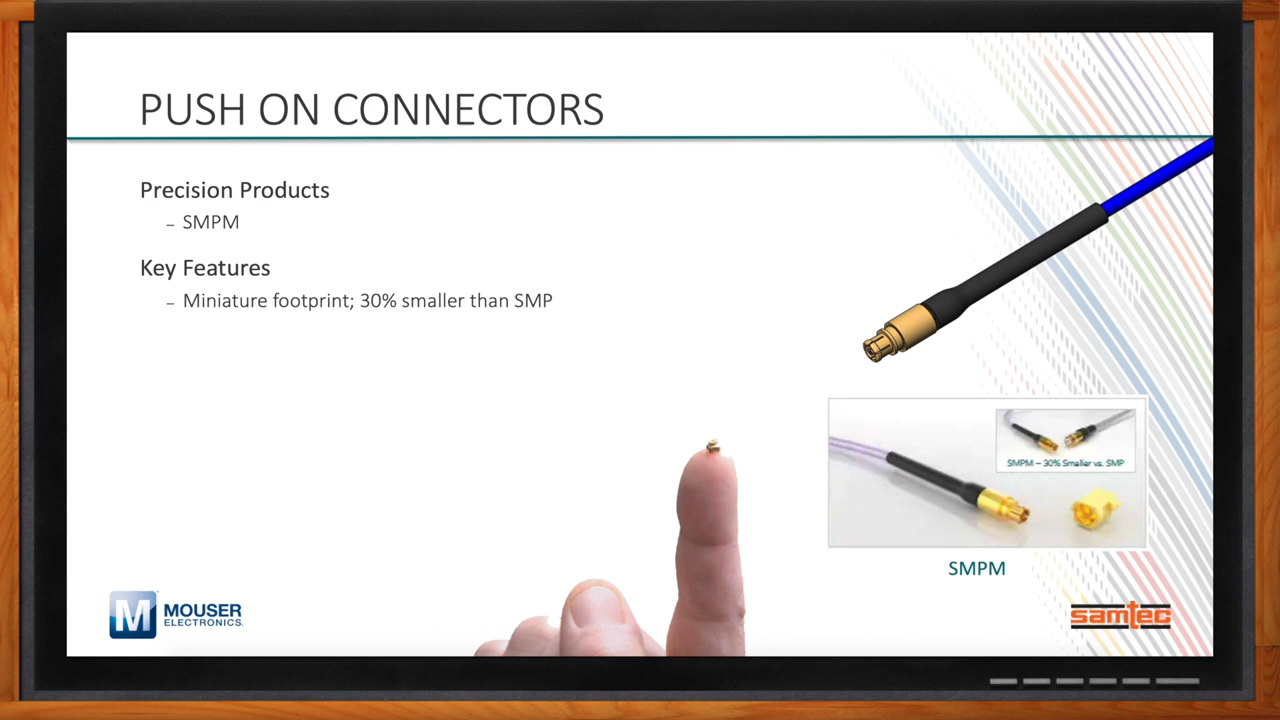 PUSH ON CONNECTORS
Precision Products
– SMPM
Key Features
– Miniature footprint; 30% smaller than SMP
SMPM – 30% Smaller vs. SMP
SMPM
M
MOUSER
ELECTRONICS.
samtec